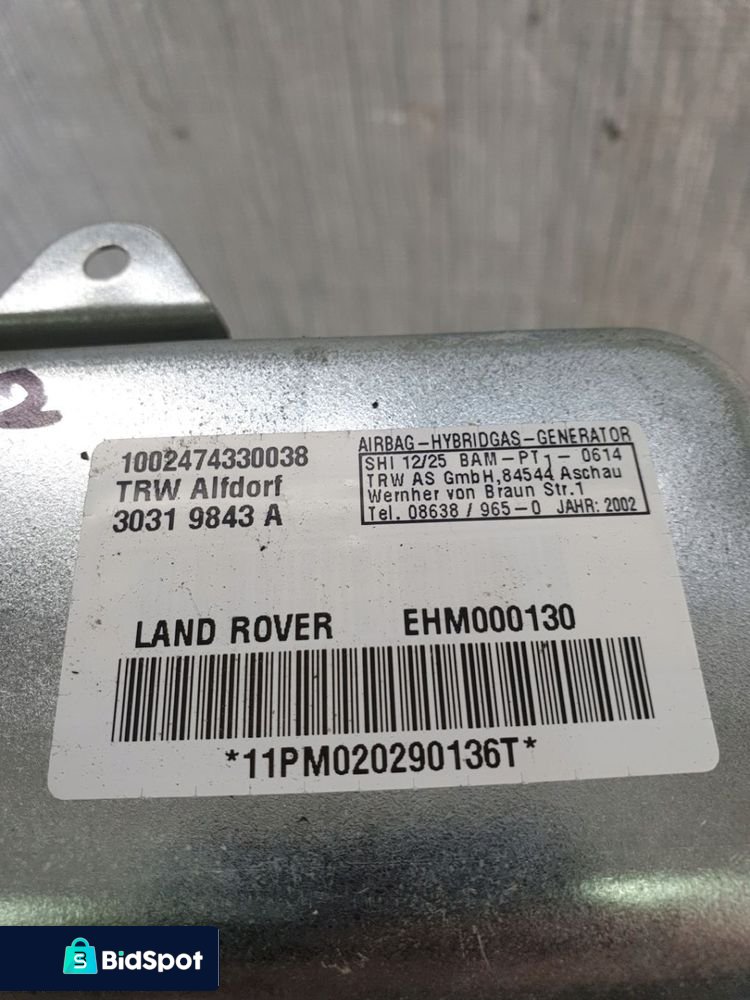 2
1002474330038
TRW Alfdorf
3031 9843 A
AIRBAG-HYBRIDGAS-GENERATOR
SHI 12/25 BAM-PT1-0614
TRW AS GmbH,84544 Aschau
Wernher von Braun Str.1
Tel. 08638/965-0 JAHR: 2002
LAND ROVER EHM000130
*11PM020290136T*
S
BidSpot